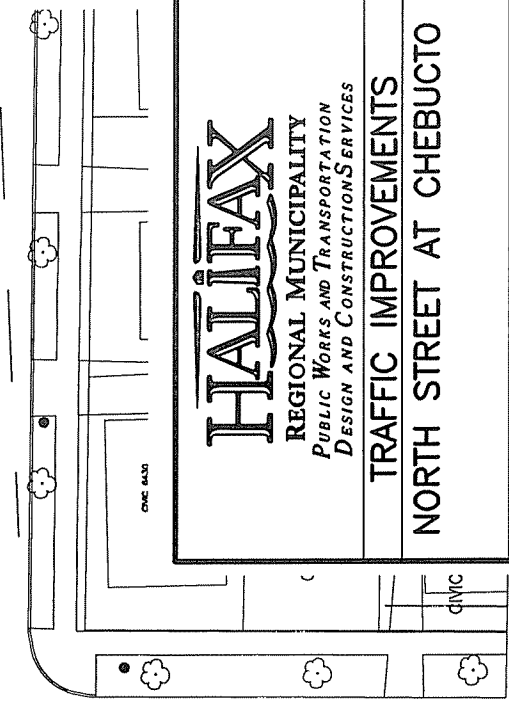 HALIFAX
REGIONAL MUNICIPALITY
PUBLIC WORKS AND TRANSPORTATION
DESIGN AND CONSTRUCTION SERVICES
TRAFFIC IMPROVEMENTS
NORTH STREET AT CHEBUCTO
CIVIC 6430
CIVIC